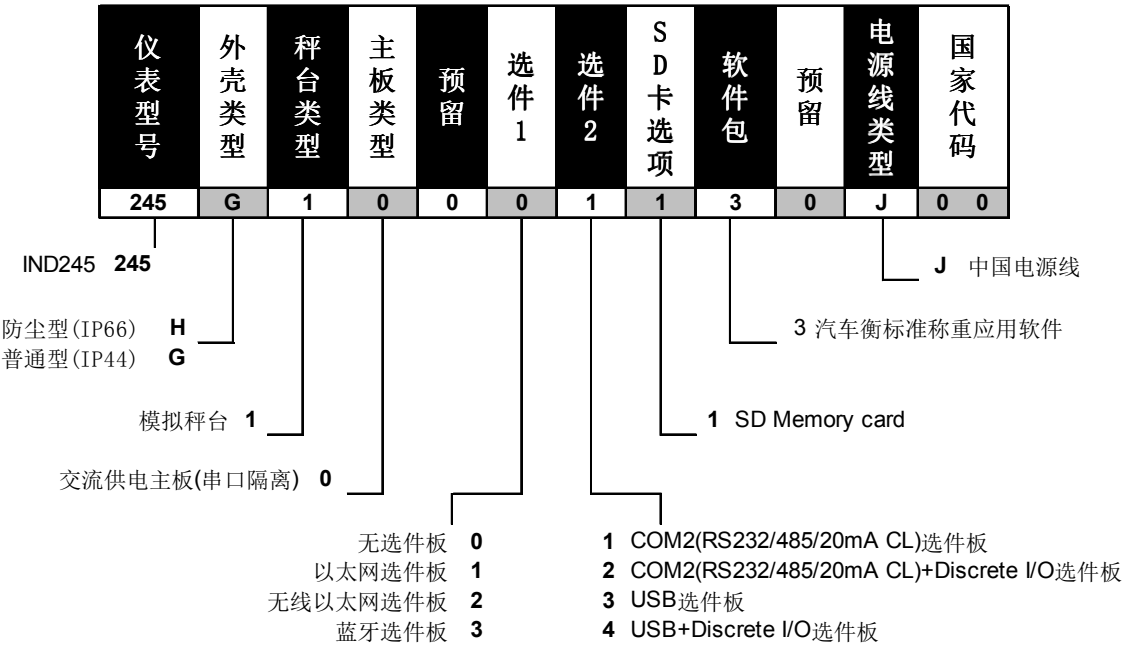 仪表型号 外壳类型 秤台类型 主板类型 预留 选件1 选件2 SD卡选项 软件包 预留 电源线类型 国家代码
245 G 1 0 0 0 1 1 3 0 J 0 0
IND245 245
J 中国电源线
防尘型(IP66) H
普通型(IP44) G
3 汽车衡标准称重应用软件
模拟秤台 1
1 SD Memory card
交流供电主板(串口隔离) 0
无选件板 0
以太网选件板 1
无线以太网选件板 2
蓝牙选件板 3
1 COM2(RS232/485/20mA CL)选件板
2 COM2(RS232/485/20mA CL)+Discrete I/O选件板
3 USB选件板
4 USB+Discrete I/O选件板